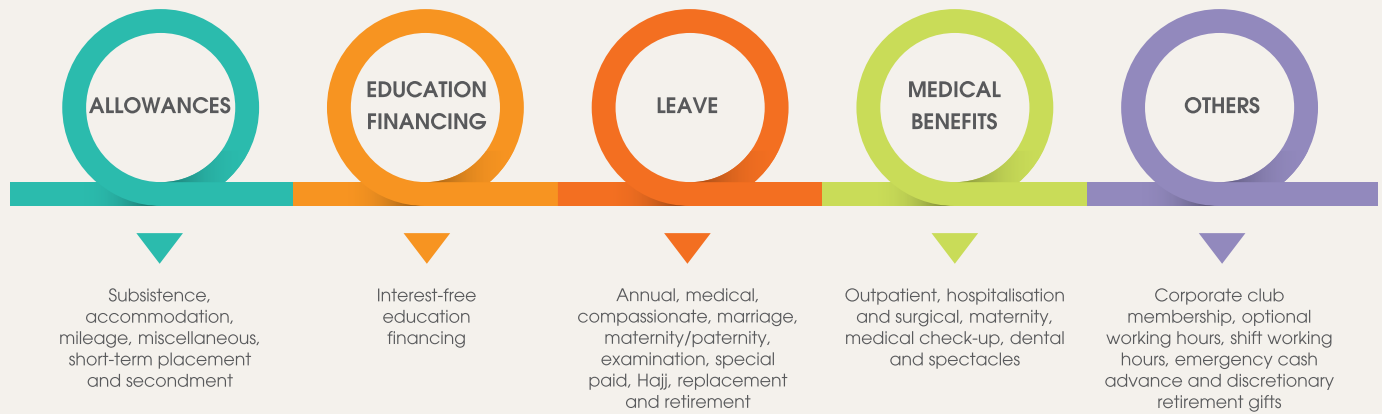 ALLOWANCES
Subsistence,
accommodation,
mileage, miscellaneous,
short-term placement
and secondment
EDUCATION
FINANCING
Interest-free
education
financing
LEAVE
Annual, medical,
compassionate, marriage,
maternity/paternity,
examination, special
paid, Hajj, replacement
and retirement
MEDICAL
BENEFITS
Outpatient, hospitalisation
and surgical, maternity,
medical check-up, dental
and spectacles
OTHERS
Corporate club
membership, optional
working hours, shift working
hours, emergency cash
advance and discretionary
retirement gifts